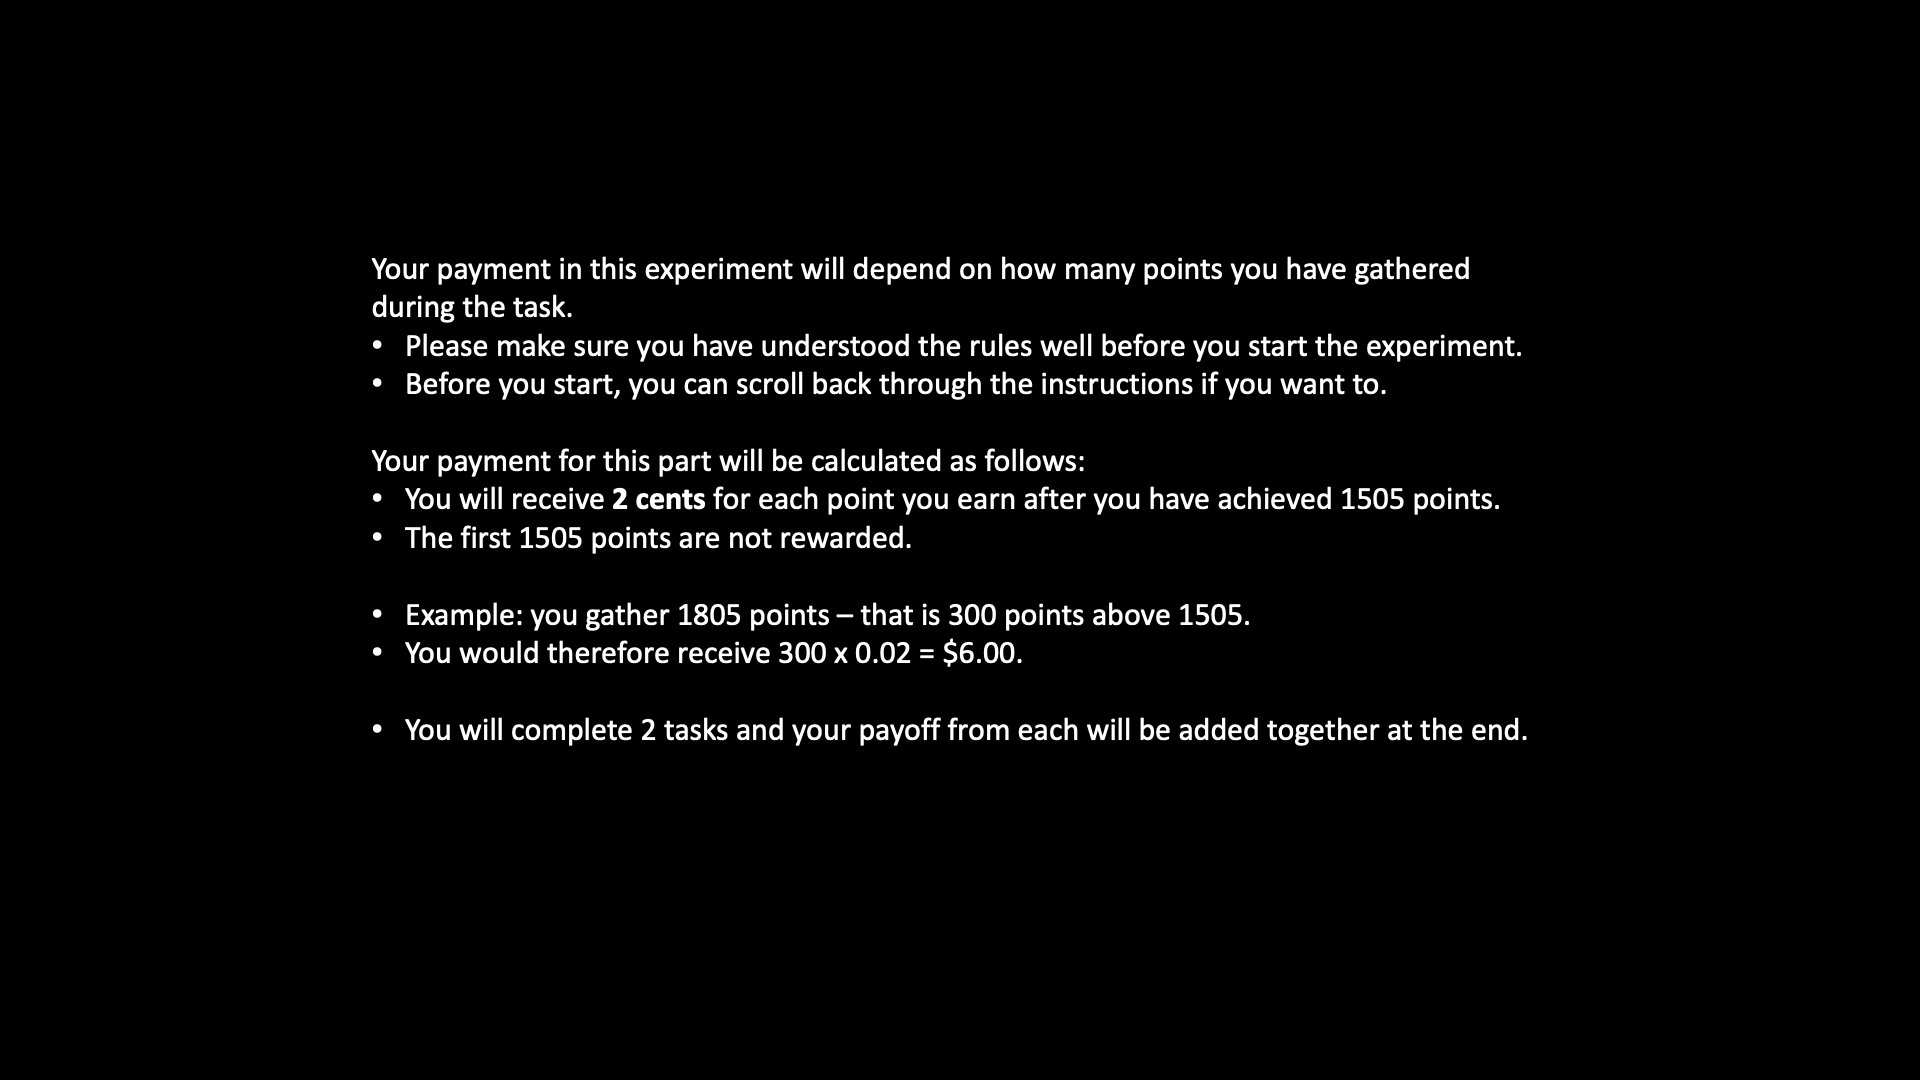 Your payment in this experiment will depend on how many points you have gathered
during the task.
• Please make sure you have understood the rules well before you start the experiment.
• Before you start, you can scroll back through the instructions if you want to.
Your payment for this part will be calculated as follows:
• You will receive 2 cents for each point you earn after you have achieved 1505 points.
• The first 1505 points are not rewarded.
• Example: you gather 1805 points – that is 300 points above 1505.
• You would therefore receive 300 x 0.02 = $6.00.
• You will complete 2 tasks and your payoff from each will be added together at the end.